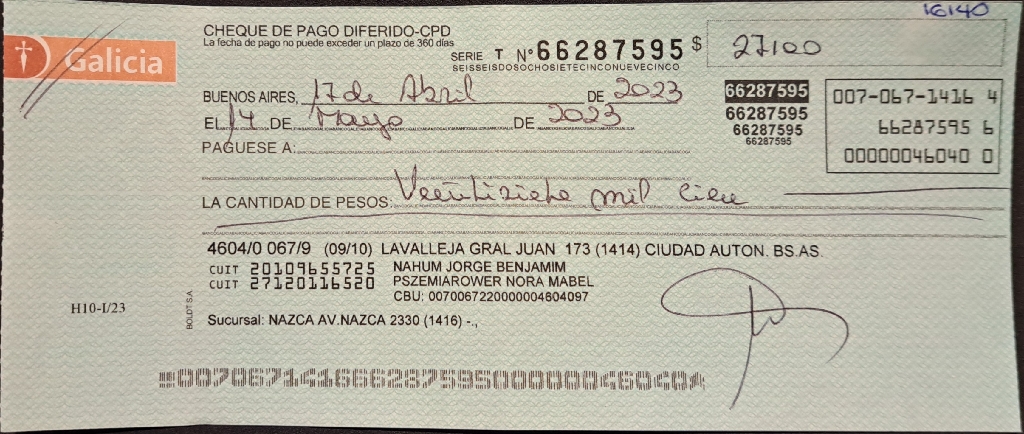 16140
CHEQUE DE PAGO DIFERIDO-CPD
La fecha de pago no puede exceder un plazo de 360 días
Galicia
SERIE T N° 66287595 $ 27100
SEISSEISDOSOCHOSIETECINCONUEVECINCO
BUENOS AIRES, 17 de Abril DE 2023
EL 14 DE Mayo DE 2023
PAGUESE A:
66287595
66287595
66287595
66287595
007-067-1416 4
66287595 6
00000046040 0
LA CANTIDAD DE PESOS: Veintisiete mil cien
4604/0 067/9 (09/10) LAVALLEJA GRAL JUAN 173 (1414) CIUDAD AUTON. BS.AS.
CUIT 20109655725 NAHUM JORGE BENJAMIM
CUIT 27120116520 PSZEMIAROWER NORA MABEL
CBU: 0070067220000004604097
H10-I/23
BOLDT S.A.
Sucursal: NAZCA AV.NAZCA 2330 (1416) -.,
00706714166628759500000046040